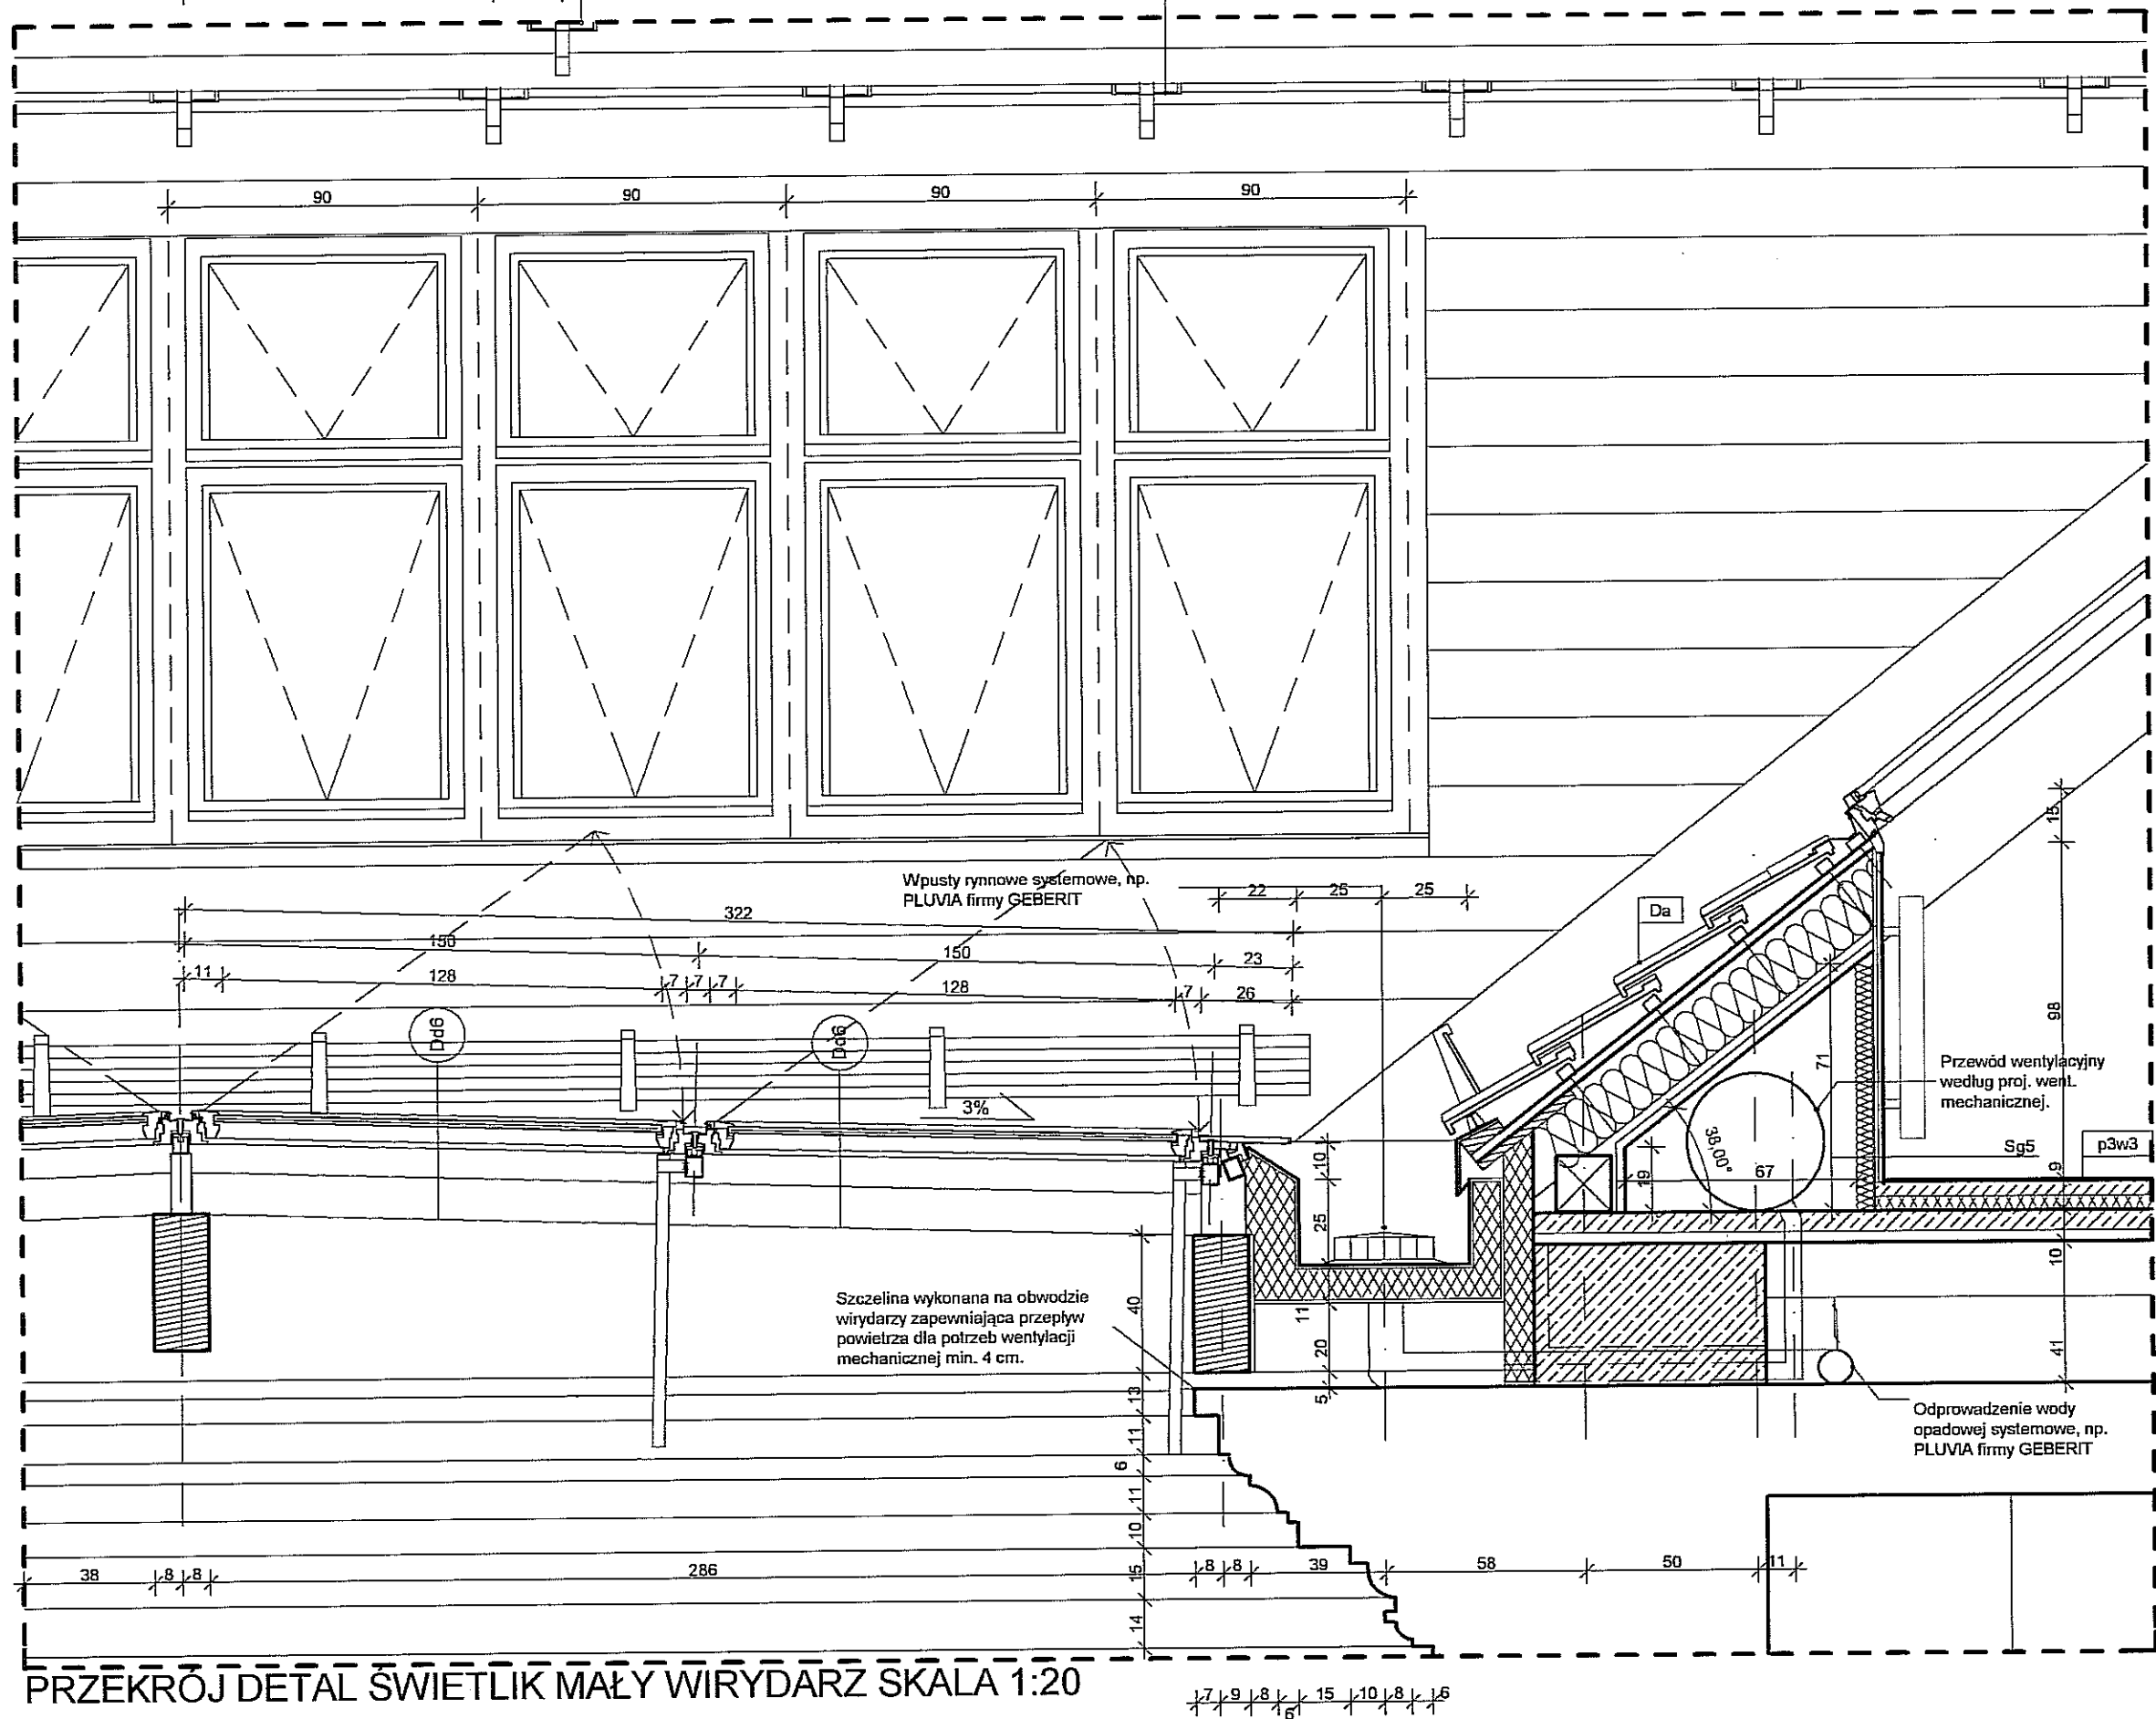 90 90 90 90
Wpusty rynnowe systemowe, np.
PLUVIA firmy GEBERIT
22 25 25
322
150 150 23
11 128 7 7 7 128 7 26
Da
15
98
71
Dd6
Dd6
3%
Przewód wentylacyjny
według proj. went.
mechanicznej.
38,00°
Sg5
p3w3
67
19
9
10
25
10
41
11
20
5
Szczelina wykonana na obwodzie
wirydarzy zapewniająca przepływ
powietrza dla potrzeb wentylacji
mechanicznej min. 4 cm.
40
13
11
6
11
10
15
14
Odprowadzenie wody
opadowej systemowe, np.
PLUVIA firmy GEBERIT
38 8 8 286 8 8 39 58 50 11
PRZEKRÓJ DETAL ŚWIETLIK MAŁY WIRYDARZ SKALA 1:20
7 9 8 6 15 10 8 6